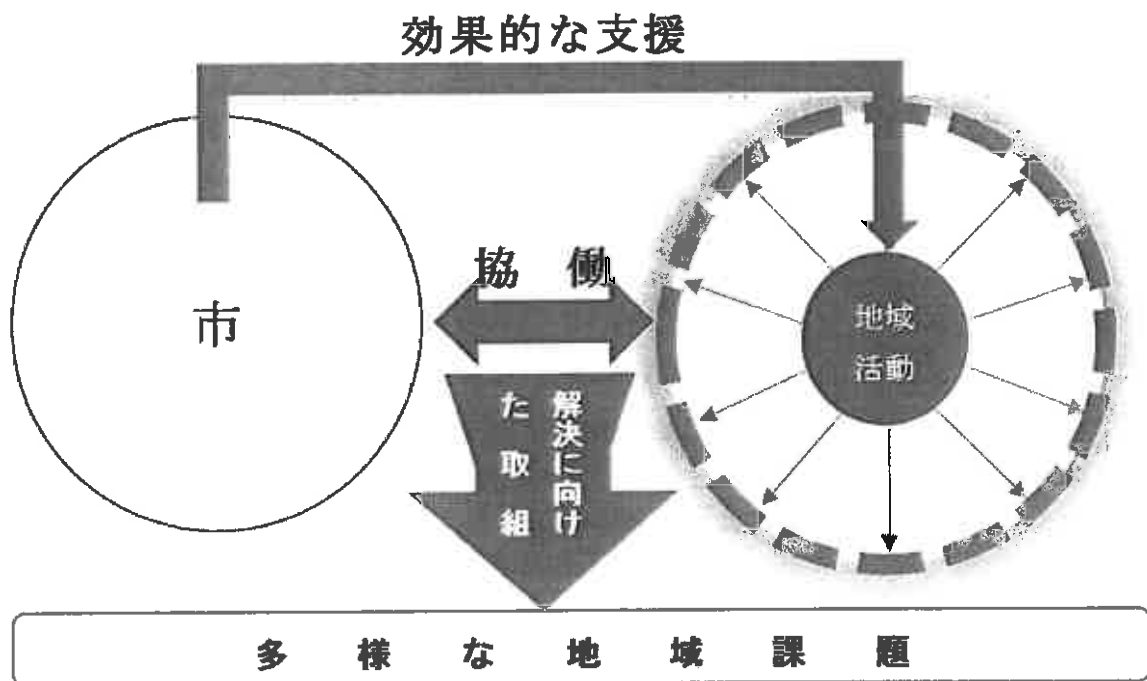 効果的な支援
市
協働
地域
活動
解決に向け
た取組
多様な地域課題